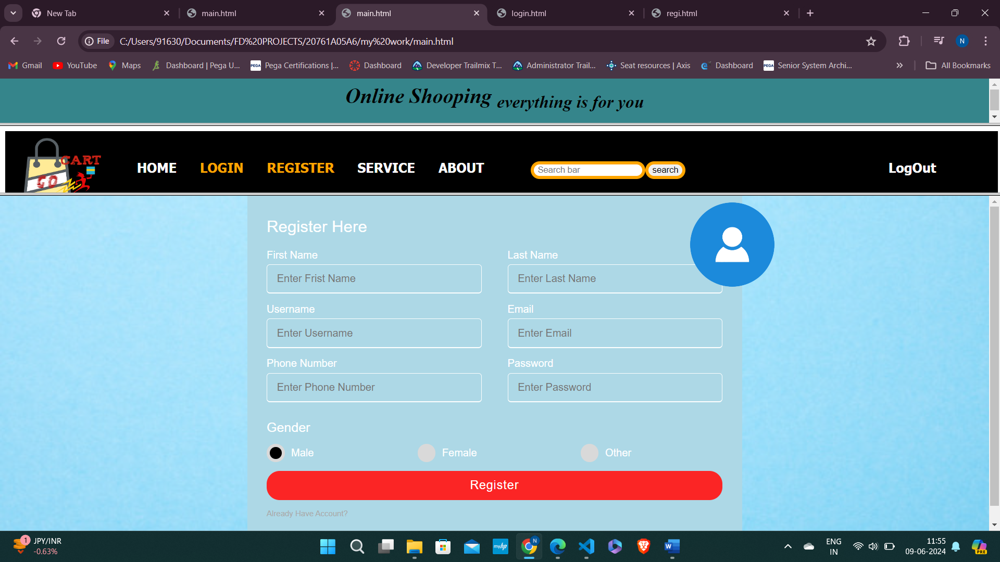 New Tab
main.html
main.html
login.html
regi.html
File
C:/Users/91630/Documents/FD%20PROJECTS/20761A05A6/my%20work/main.html
N
Gmail
YouTube
Maps
Dashboard | Pega U...
PEGA
Pega Certifications |...
Dashboard
Developer Trailmix T...
Administrator Trail...
Seat resources | Axis
Dashboard
PEGA
Senior System Archi...
All Bookmarks
Online Shooping everything is for you
CART
GO
HOME
LOGIN
REGISTER
SERVICE
ABOUT
Search bar
search
LogOut
Register Here
First Name
Last Name
Enter Frist Name
Enter Last Name
Username
Email
Enter Username
Enter Email
Phone Number
Password
Enter Phone Number
Enter Password
Gender
Male
Female
Other
Register
Already Have Account?
1
JPY/INR
-0.63%
myhp
N
W
ENG
IN
11:55
09-06-2024
PRE